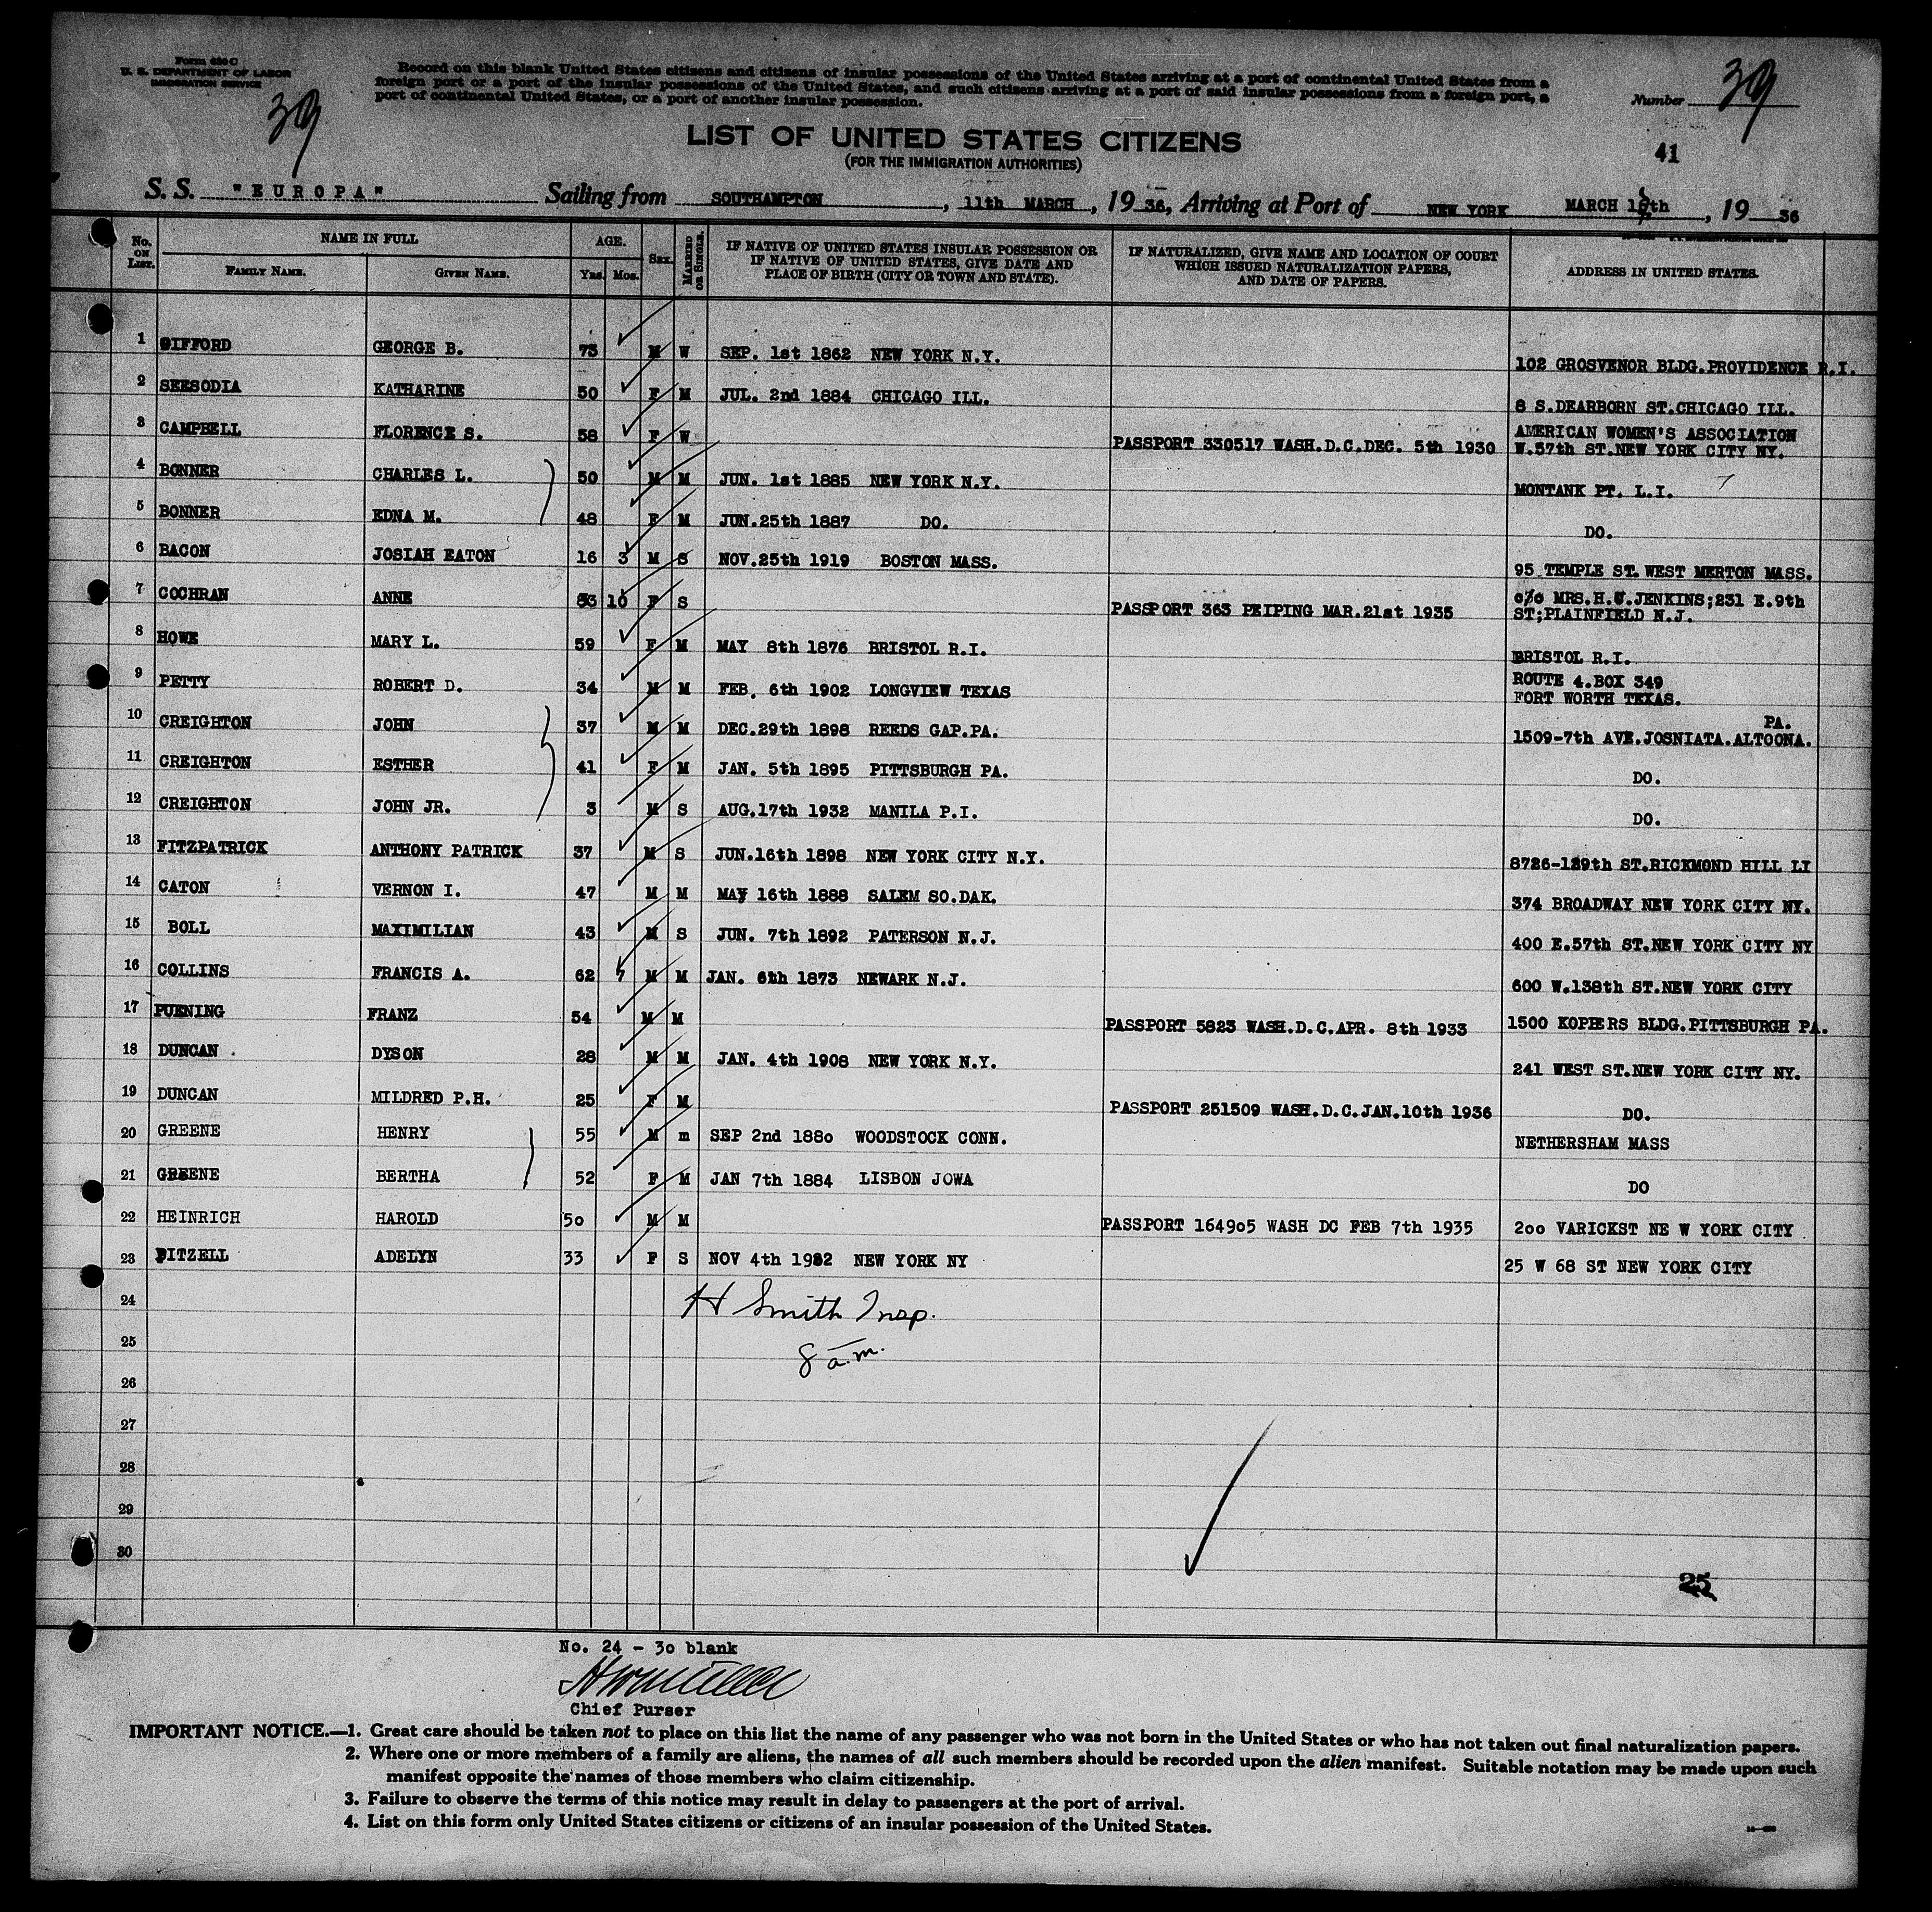 Form 630 C
U. S. DEPARTMENT OF LABOR
IMMIGRATION SERVICE
39
Record on this blank United States citizens and citizens of insular possessions of the United States arriving at a port of continental United States from a
foreign port or a port of the insular possessions of the United States, and such citizens arriving at a port of said insular possessions from a foreign port, a
port of continental United States, or a port of another insular possession.
Number 39
LIST OF UNITED STATES CITIZENS
(FOR THE IMMIGRATION AUTHORITIES)
41
S. S. "EUROPA" Sailing from SOUTHAMPTON, 11th MARCH, 19 36, Arriving at Port of NEW YORK MARCH, 19 36
No. ON LIST. NAME IN FULL AGE. SEX. MARRIED OR SINGLE. IF NATIVE OF UNITED STATES INSULAR POSSESSION OR IF NATIVE OF UNITED STATES, GIVE DATE AND PLACE OF BIRTH (CITY OR TOWN AND STATE). IF NATURALIZED, GIVE NAME AND LOCATION OF COURT WHICH ISSUED NATURALIZATION PAPERS, AND DATE OF PAPERS. ADDRESS IN UNITED STATES.
FAMILY NAME. GIVEN NAME. Yrs. Mos.
1 GIFFORD GEORGE B. 73 M W SEP. 1st 1862 NEW YORK N.Y. 102 GROSVENOR BLDG.PROVIDENCE R.I.
2 SEESODIA KATHARINE 50 F M JUL. 2nd 1884 CHICAGO ILL. 8 S.DEARBORN ST.CHICAGO ILL.
3 CAMPBELL FLORENCE S. 58 F W PASSPORT 330517 WASH.D.C.DEC. 5th 1930 AMERICAN WOMEN'S ASSOCIATION
W.57th ST.NEW YORK CITY NY.
4 BONNER CHARLES L. 50 M M JUN. 1st 1885 NEW YORK N.Y. MONTANK PT. L.I.
5 BONNER EDNA M. 48 F M JUN.25th 1887 DO. DO.
6 BACON JOSIAH EATON 16 3 M S NOV.25th 1919 BOSTON MASS. 95 TEMPLE ST. WEST MERTON MASS.
7 COCHRAN ANNE 10 F S PASSPORT 363 PEIPING MAR.21st 1935 c/o MRS.H.U.JENKINS;231 E.9th
ST;PLAINFIELD N.J.
8 HOWE MARY L. 59 F M MAY 8th 1876 BRISTOL R.I. BRISTOL R.I.
9 PETTY ROBERT D. 34 M M FEB. 6th 1902 LONGVIEW TEXAS ROUTE 4.BOX 349
FORT WORTH TEXAS.
10 CREIGHTON JOHN 37 M M DEC.29th 1898 REEDS GAP.PA. 1509-7th AVE.JOSNIATA.ALTOONA. PA.
11 CREIGHTON ESTHER 41 F M JAN. 5th 1895 PITTSBURGH PA. DO.
12 CREIGHTON JOHN JR. 3 M S AUG.17th 1932 MANILA P.I. DO.
13 FITZPATRICK ANTHONY PATRICK 37 M S JUN.16th 1898 NEW YORK CITY N.Y. 8726-129th ST.RICKMOND HILL LI
14 CATON VERNON I. 47 M M MAY 16th 1888 SALEM SO.DAK. 374 BROADWAY NEW YORK CITY NY.
15 BOLL MAXIMILIAN 43 M S JUN. 7th 1892 PATERSON N.J. 400 E.57th ST.NEW YORK CITY NY
16 COLLINS FRANCIS A. 62 7 M M JAN. 6th 1873 NEWARK N.J. 600 W.138th ST.NEW YORK CITY
17 PUENING FRANZ 54 M M PASSPORT 5823 WASH.D.C.APR. 8th 1933 1500 KOPPERS BLDG.PITTSBURGH PA.
18 DUNCAN DYSON 28 M M JAN. 4th 1908 NEW YORK N.Y. 241 WEST ST.NEW YORK CITY NY.
19 DUNCAN MILDRED P.H. 25 F M PASSPORT 251509 WASH.D.C.JAN.10th 1936 DO.
20 GREENE HENRY 55 M m SEP 2nd 1880 WOODSTOCK CONN. NETHERSHAM MASS
21 GREENE BERTHA 52 F M JAN 7th 1884 LISBON JOWA DO
22 HEINRICH HAROLD 50 M M PASSPORT 164905 WASH DC FEB 7th 1935 200 VARICKST NE W YORK CITY
23 PITZELL ADELYN 33 F S NOV 4th 1902 NEW YORK NY 25 W 68 ST NEW YORK CITY
24 H Smith Insp.
25 8 a.m.
26
27
28
29
30
25
No. 24 - 30 blank
Chief Purser
IMPORTANT NOTICE.—1. Great care should be taken not to place on this list the name of any passenger who was not born in the United States or who has not taken out final naturalization papers.
2. Where one or more members of a family are aliens, the names of all such members should be recorded upon the alien manifest. Suitable notation may be made upon such
manifest opposite the names of those members who claim citizenship.
3. Failure to observe the terms of this notice may result in delay to passengers at the port of arrival.
4. List on this form only United States citizens or citizens of an insular possession of the United States.